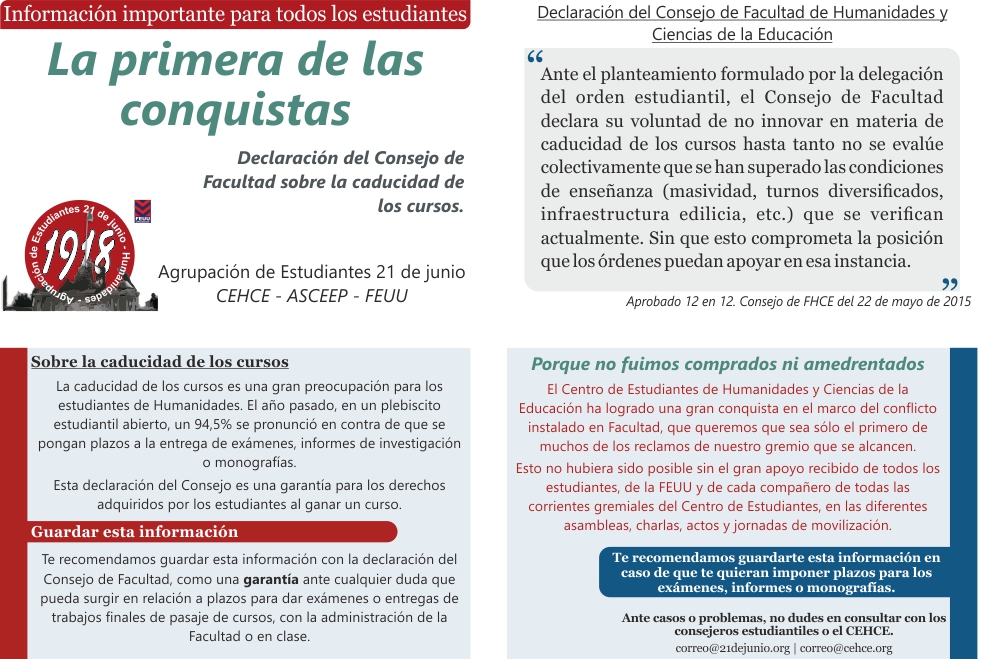 Información importante para todos los estudiantes
La primera de las
conquistas
Declaración del Consejo de
Facultad sobre la caducidad de
los cursos.
Agrupación de Estudiantes 21 de junio - Humanidades -
1918
FEUU
Agrupación de Estudiantes 21 de junio
CEHCE - ASCEEP - FEUU
Declaración del Consejo de Facultad de Humanidades y
Ciencias de la Educación
“
Ante el planteamiento formulado por la delegación
del orden estudiantil, el Consejo de Facultad
declara su voluntad de no innovar en materia de
caducidad de los cursos hasta tanto no se evalúe
colectivamente que se han superado las condiciones
de enseñanza (masividad, turnos diversificados,
infraestructura edilicia, etc.) que se verifican
actualmente. Sin que esto comprometa la posición
que los órdenes puedan apoyar en esa instancia.
”
Aprobado 12 en 12. Consejo de FHCE del 22 de mayo de 2015
Sobre la caducidad de los cursos
La caducidad de los cursos es una gran preocupación para los
estudiantes de Humanidades. El año pasado, en un plebiscito
estudiantil abierto, un 94,5% se pronunció en contra de que se
pongan plazos a la entrega de exámenes, informes de investigación
o monografías.
Esta declaración del Consejo es una garantía para los derechos
adquiridos por los estudiantes al ganar un curso.
Guardar esta información
Te recomendamos guardar esta información con la declaración del
Consejo de Facultad, como una garantía ante cualquier duda que
pueda surgir en relación a plazos para dar exámenes o entregas de
trabajos finales de pasaje de cursos, con la administración de la
Facultad o en clase.
Porque no fuimos comprados ni amedrentados
El Centro de Estudiantes de Humanidades y Ciencias de la
Educación ha logrado una gran conquista en el marco del conflicto
instalado en Facultad, que queremos que sea sólo el primero de
muchos de los reclamos de nuestro gremio que se alcancen.
Esto no hubiera sido posible sin el gran apoyo recibido de todos los
estudiantes, de la FEUU y de cada compañero de todas las
corrientes gremiales del Centro de Estudiantes, en las diferentes
asambleas, charlas, actos y jornadas de movilización.
Te recomendamos guardarte esta información en
caso de que te quieran imponer plazos para los
exámenes, informes o monografías.
Ante casos o problemas, no dudes en consultar con los
consejeros estudiantiles o el CEHCE.
correo@21dejunio.org | correo@cehce.org